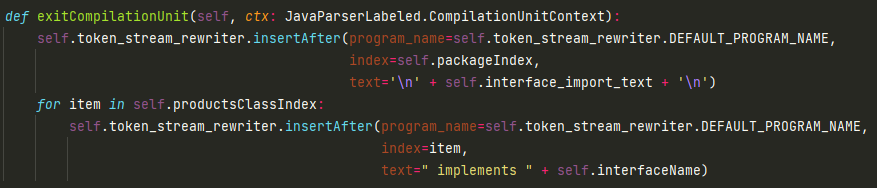 def exitCompilationUnit(self, ctx: JavaParserLabeled.CompilationUnitContext):
    self.token_stream_rewriter.insertAfter(program_name=self.token_stream_rewriter.DEFAULT_PROGRAM_NAME,
                                           index=self.packageIndex,
                                           text='\n' + self.interface_import_text + '\n')
    for item in self.productsClassIndex:
        self.token_stream_rewriter.insertAfter(program_name=self.token_stream_rewriter.DEFAULT_PROGRAM_NAME,
                                               index=item,
                                               text=" implements " + self.interfaceName)